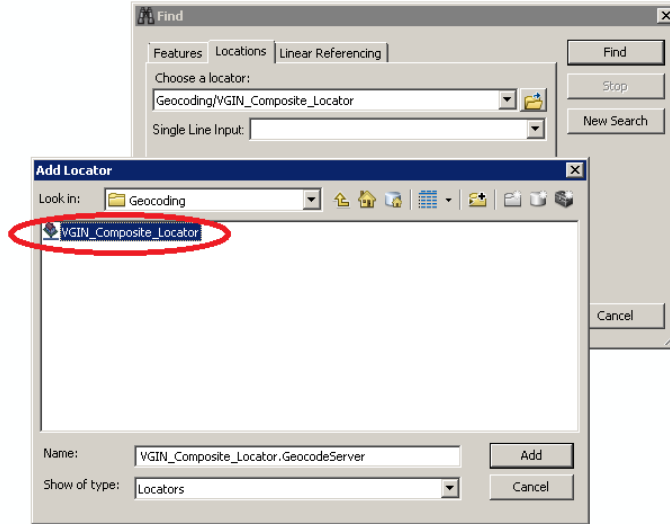 Find
Features Locations Linear Referencing
Find
Choose a locator:
Stop
Geocoding/VGIN_Composite_Locator
Single Line Input:
New Search
Add Locator
Look in: Geocoding
VGIN_Composite_Locator
Cancel
Name: VGIN_Composite_Locator.GeocodeServer Add
Show of type: Locators Cancel